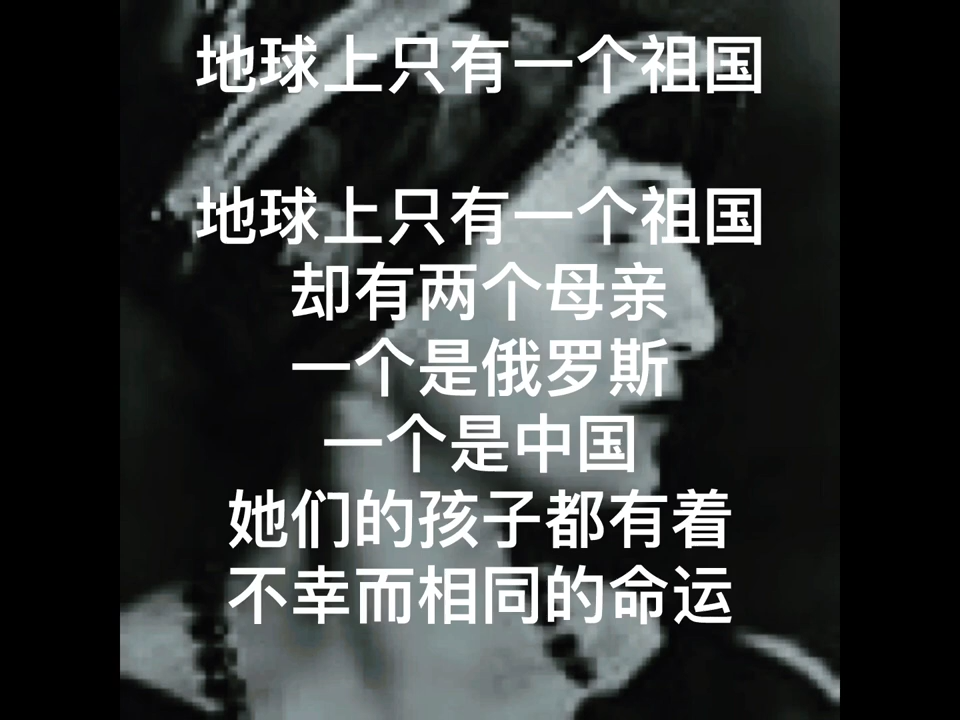 地球上只有一个祖国
地球上只有一个祖国
却有两个母亲
一个是俄罗斯
一个是中国
她们的孩子都有着
不幸而相同的命运